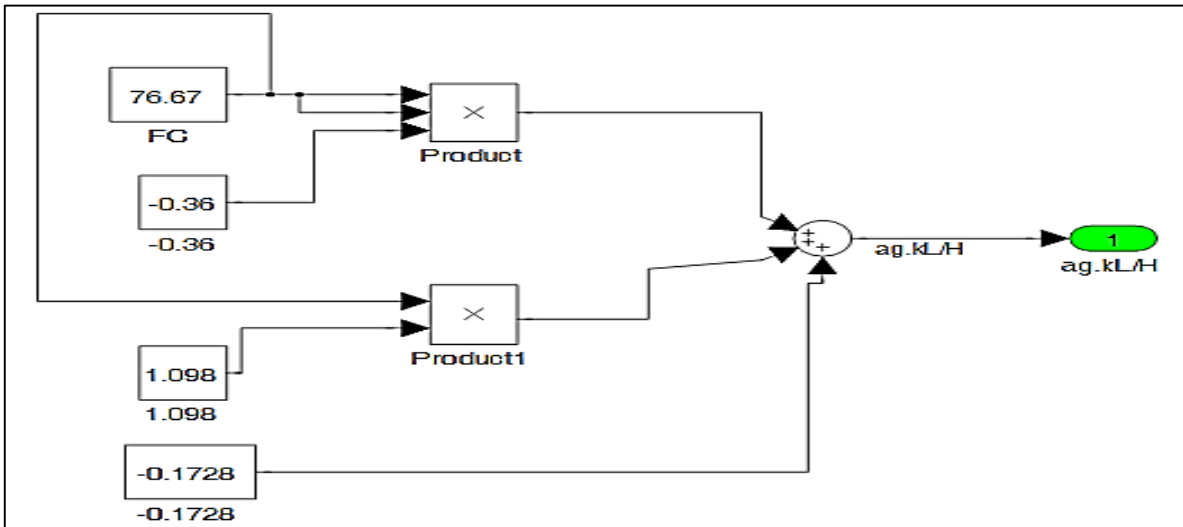 76.67
FC
×
Product
-0.36
-0.36
+
+
+
ag.kL/H
1
ag.kL/H
×
Product1
1.098
1.098
-0.1728
-0.1728